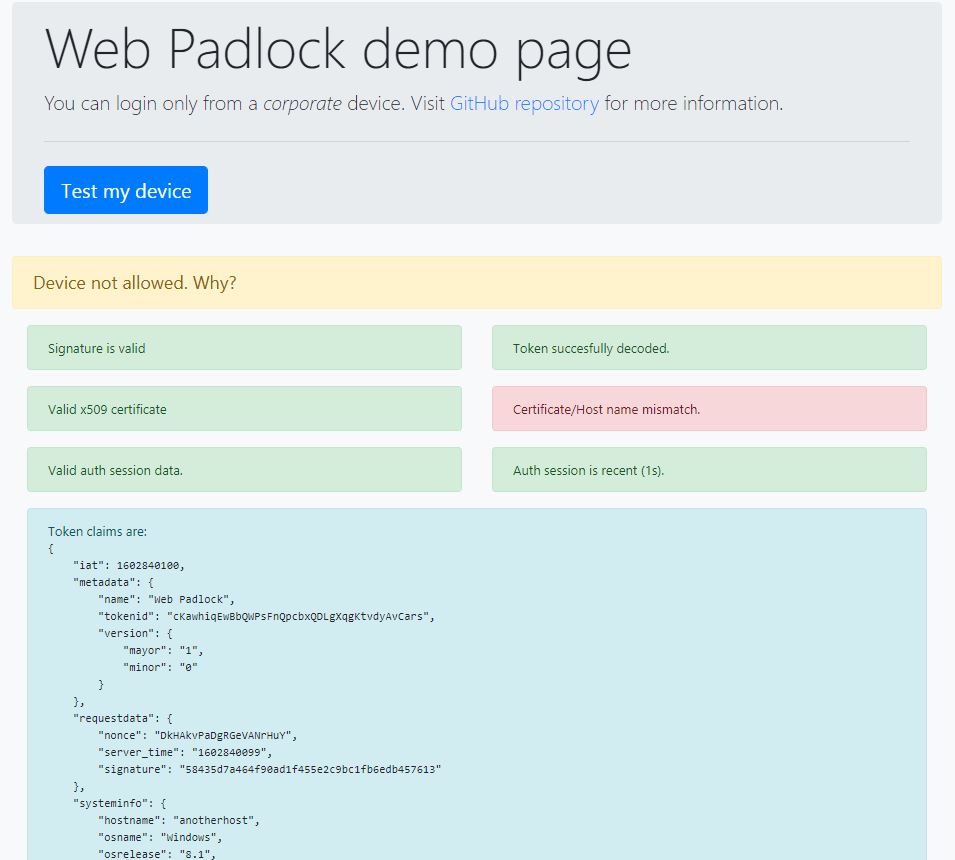 Web Padlock demo page
You can login only from a corporate device. Visit GitHub repository for more information.
Test my device
Device not allowed. Why?
Signature is valid
Token succesfully decoded.
Valid x509 certificate
Certificate/Host name mismatch.
Valid auth session data.
Auth session is recent (1s).
Token claims are:
{
    "iat": 1602840100,
    "metadata": {
        "name": "Web Padlock",
        "tokenid": "cKawhiqEwBbQWPsFnQpcbxQDLgXqgKtvdyAvCars",
        "version": {
            "mayor": "1",
            "minor": "0"
        }
    },
    "requestdata": {
        "nonce": "DkHAkvPaDgRGeVANrHuY",
        "server_time": "1602840099",
        "signature": "58435d7a464f90ad1f455e2c9bc1fb6edb457613"
    },
    "systeminfo": {
        "hostname": "anotherhost",
        "osname": "Windows",
        "osrelease": "8.1",